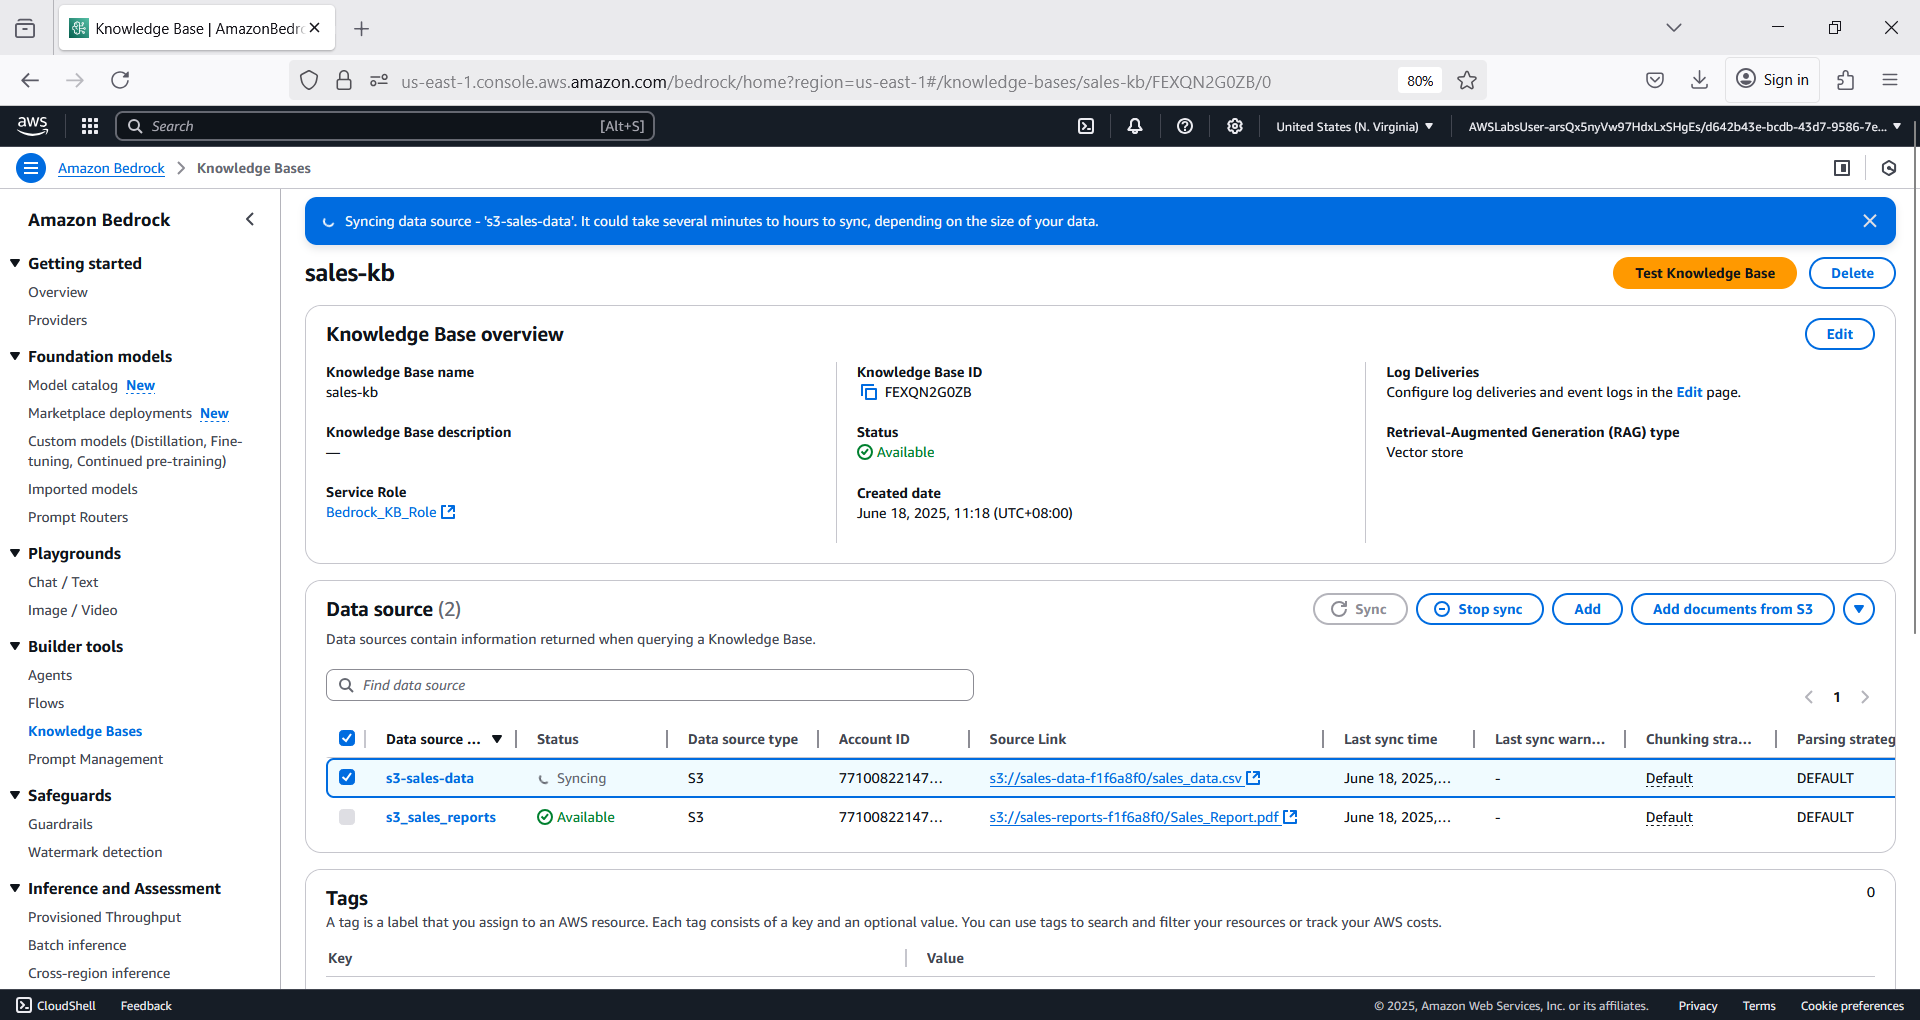 Knowledge Base | AmazonBedro
us-east-1.console.aws.amazon.com/bedrock/home?region=us-east-1#/knowledge-bases/sales-kb/FEXQN2G0ZB/0
80%
Sign in
aws
Search
[Alt+S]
United States (N. Virginia)
AWSLabsUser-arsQx5nyVw97HdxLxSHgEs/d642b43e-bcdb-43d7-9586-7e...
Amazon Bedrock
Knowledge Bases
Amazon Bedrock
Getting started
Overview
Providers
Foundation models
Model catalog New
Marketplace deployments New
Custom models (Distillation, Fine-
tuning, Continued pre-training)
Imported models
Prompt Routers
Playgrounds
Chat / Text
Image / Video
Builder tools
Agents
Flows
Knowledge Bases
Prompt Management
Safeguards
Guardrails
Watermark detection
Inference and Assessment
Provisioned Throughput
Batch inference
Cross-region inference
Syncing data source - 's3-sales-data'. It could take several minutes to hours to sync, depending on the size of your data.
sales-kb
Test Knowledge Base
Delete
Knowledge Base overview
Edit
Knowledge Base name
sales-kb
Knowledge Base description
—
Service Role
Bedrock_KB_Role
Knowledge Base ID
FEXQN2G0ZB
Status
Available
Created date
June 18, 2025, 11:18 (UTC+08:00)
Log Deliveries
Configure log deliveries and event logs in the Edit page.
Retrieval-Augmented Generation (RAG) type
Vector store
Data source (2)
Sync
Stop sync
Add
Add documents from S3
Data sources contain information returned when querying a Knowledge Base.
Find data source
1
Data source ... Status Data source type Account ID Source Link Last sync time Last sync warn... Chunking stra... Parsing strateg
s3-sales-data Syncing S3 77100822147... s3://sales-data-f1f6a8f0/sales_data.csv June 18, 2025,... - Default DEFAULT
s3_sales_reports Available S3 77100822147... s3://sales-reports-f1f6a8f0/Sales_Report.pdf June 18, 2025,... - Default DEFAULT
Tags
0
A tag is a label that you assign to an AWS resource. Each tag consists of a key and an optional value. You can use tags to search and filter your resources or track your AWS costs.
Key
Value
CloudShell
Feedback
© 2025, Amazon Web Services, Inc. or its affiliates.
Privacy
Terms
Cookie preferences